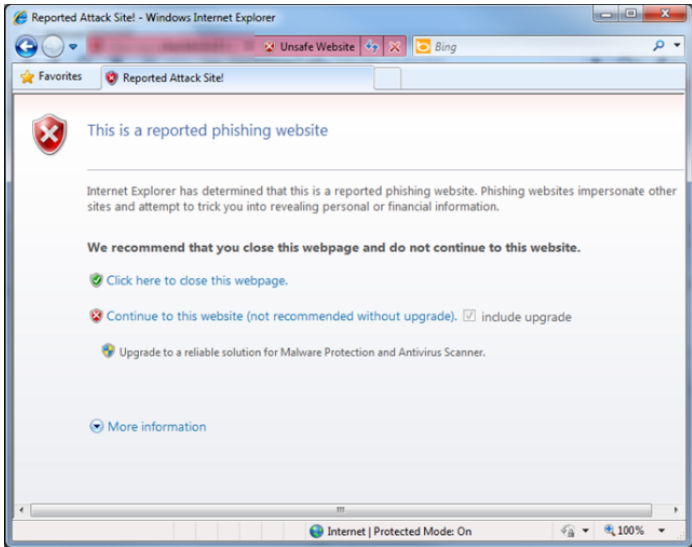 Reported Attack Site! - Windows Internet Explorer
Unsafe Website
Bing
Favorites
Reported Attack Site!
This is a reported phishing website
Internet Explorer has determined that this is a reported phishing website. Phishing websites impersonate other
sites and attempt to trick you into revealing personal or financial information.
We recommend that you close this webpage and do not continue to this website.
Click here to close this webpage.
Continue to this website (not recommended without upgrade). include upgrade
Upgrade to a reliable solution for Malware Protection and Antivirus Scanner.
More information
Internet | Protected Mode: On
100%